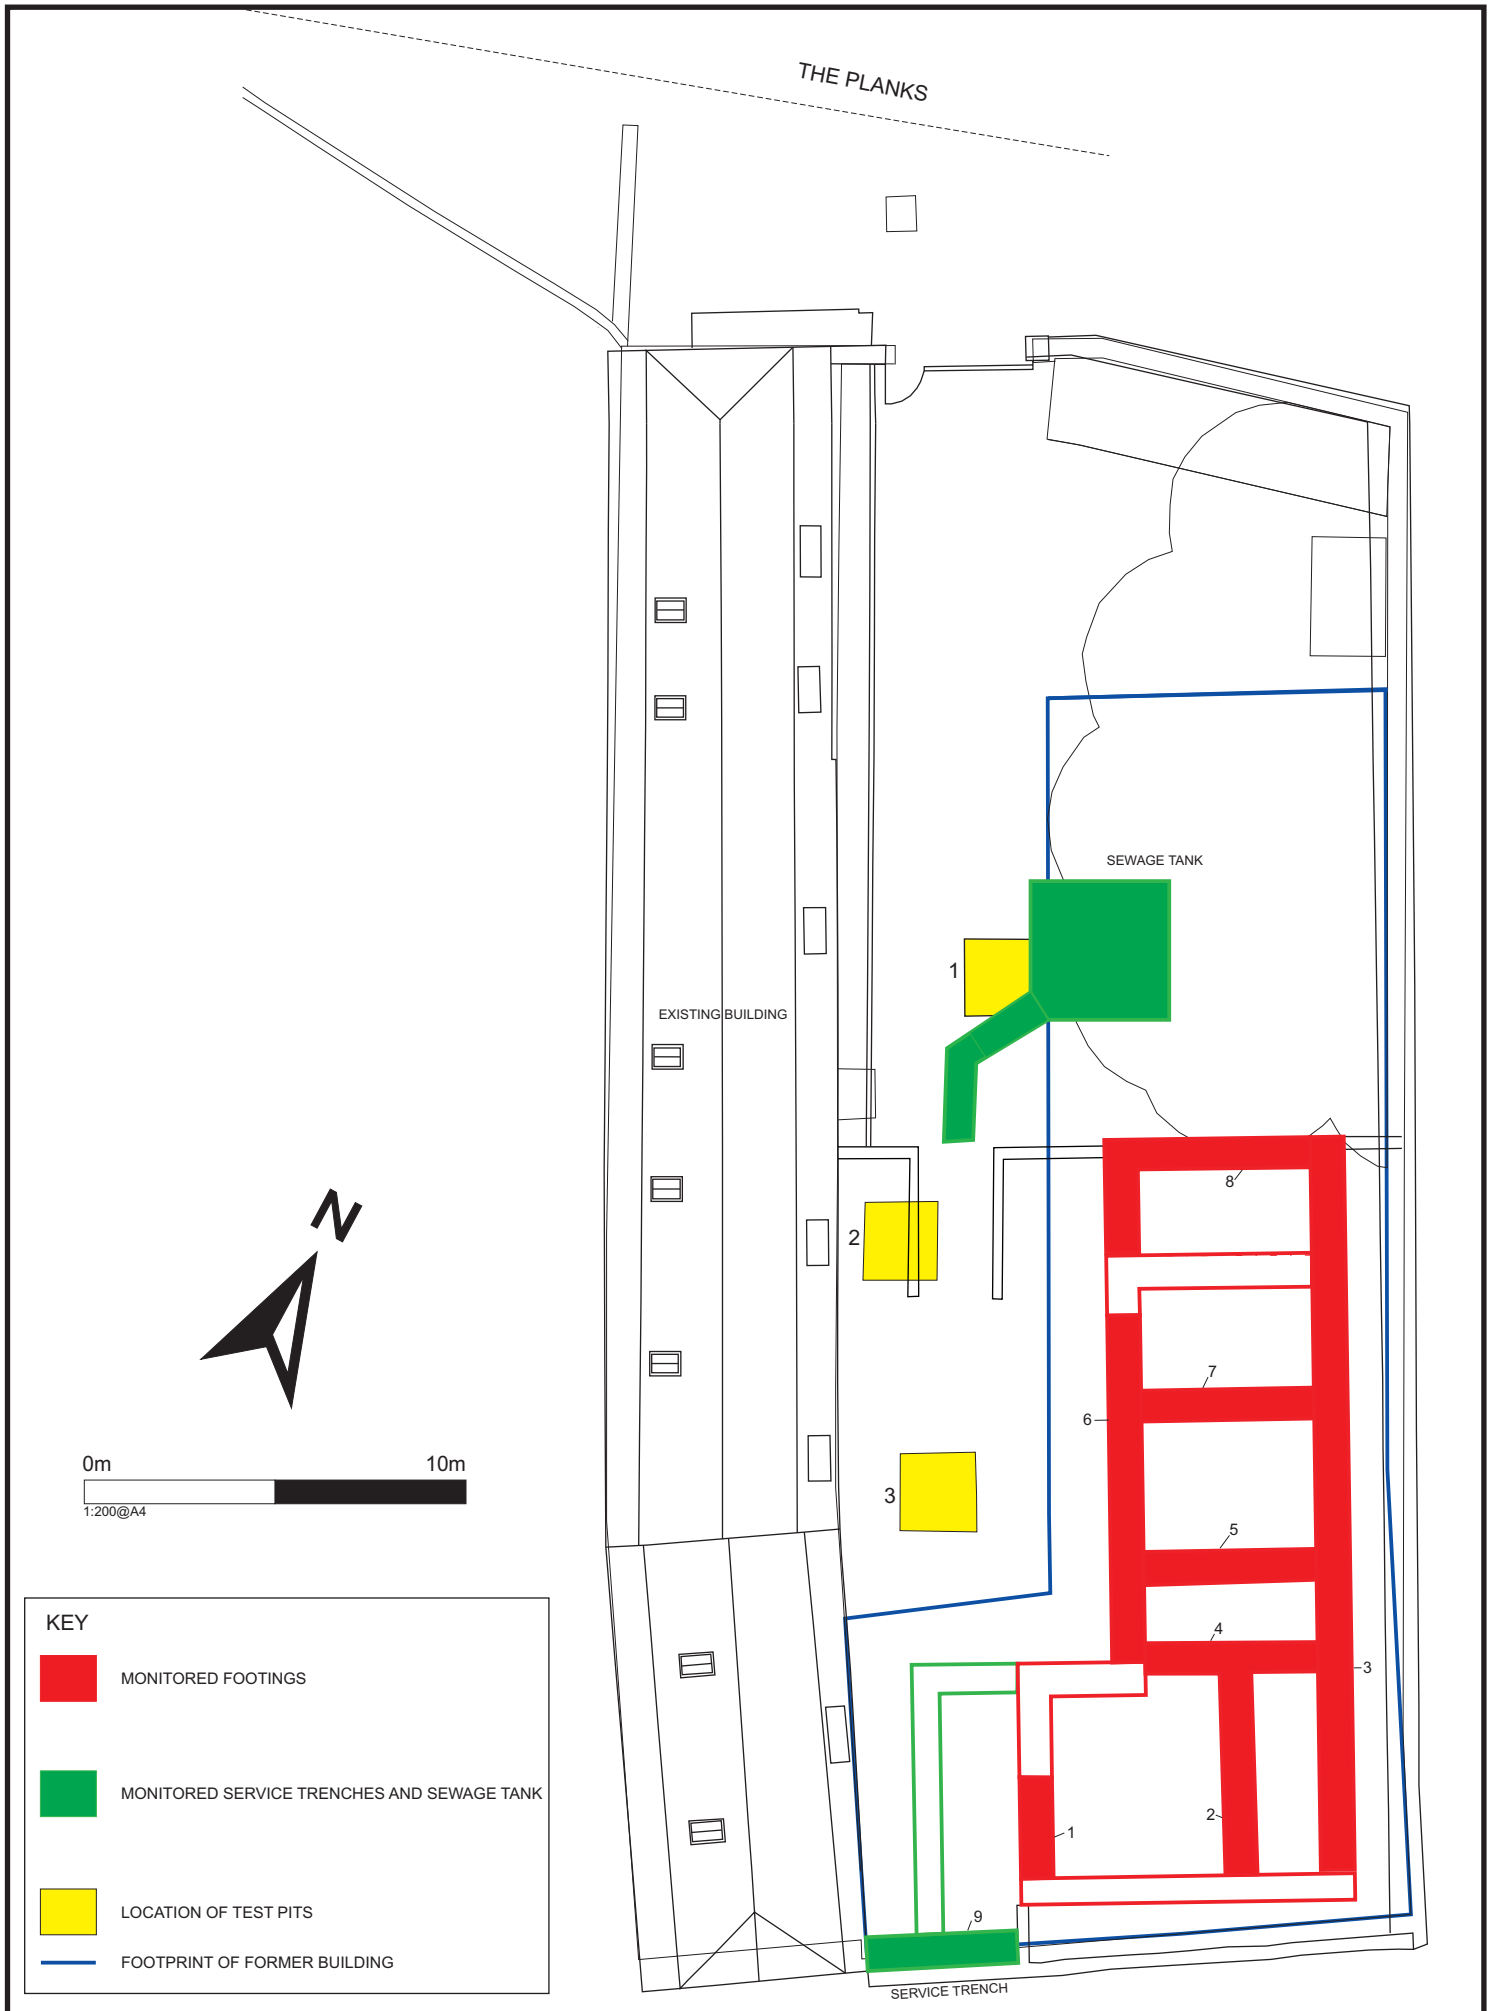 THE PLANKS
SEWAGE TANK
1
EXISTING BUILDING
8
N
2
7
6
0m 10m
1:200@A4
3
5
4
3
KEY
MONITORED FOOTINGS
MONITORED SERVICE TRENCHES AND SEWAGE TANK
2
1
LOCATION OF TEST PITS
9
FOOTPRINT OF FORMER BUILDING
SERVICE TRENCH